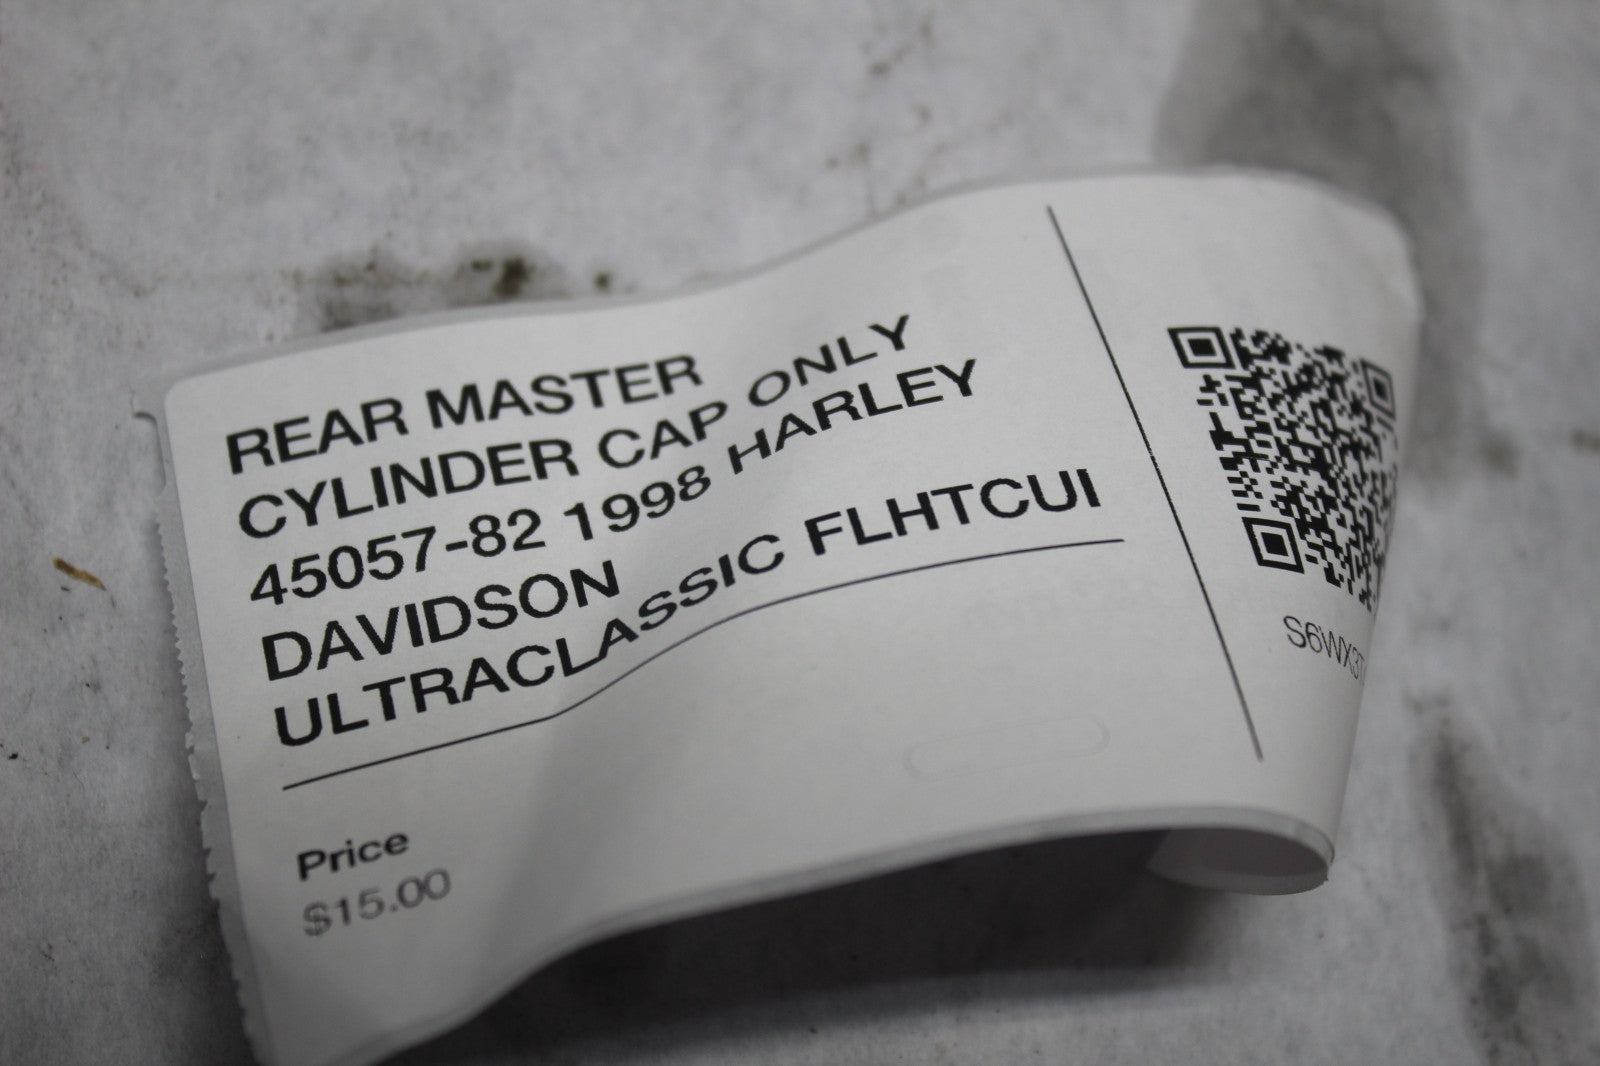 REAR MASTER
CYLINDER CAP ONLY
45057-82 1998 HARLEY
DAVIDSON
ULTRACLASSIC FLHTCUI
Price
$15.00